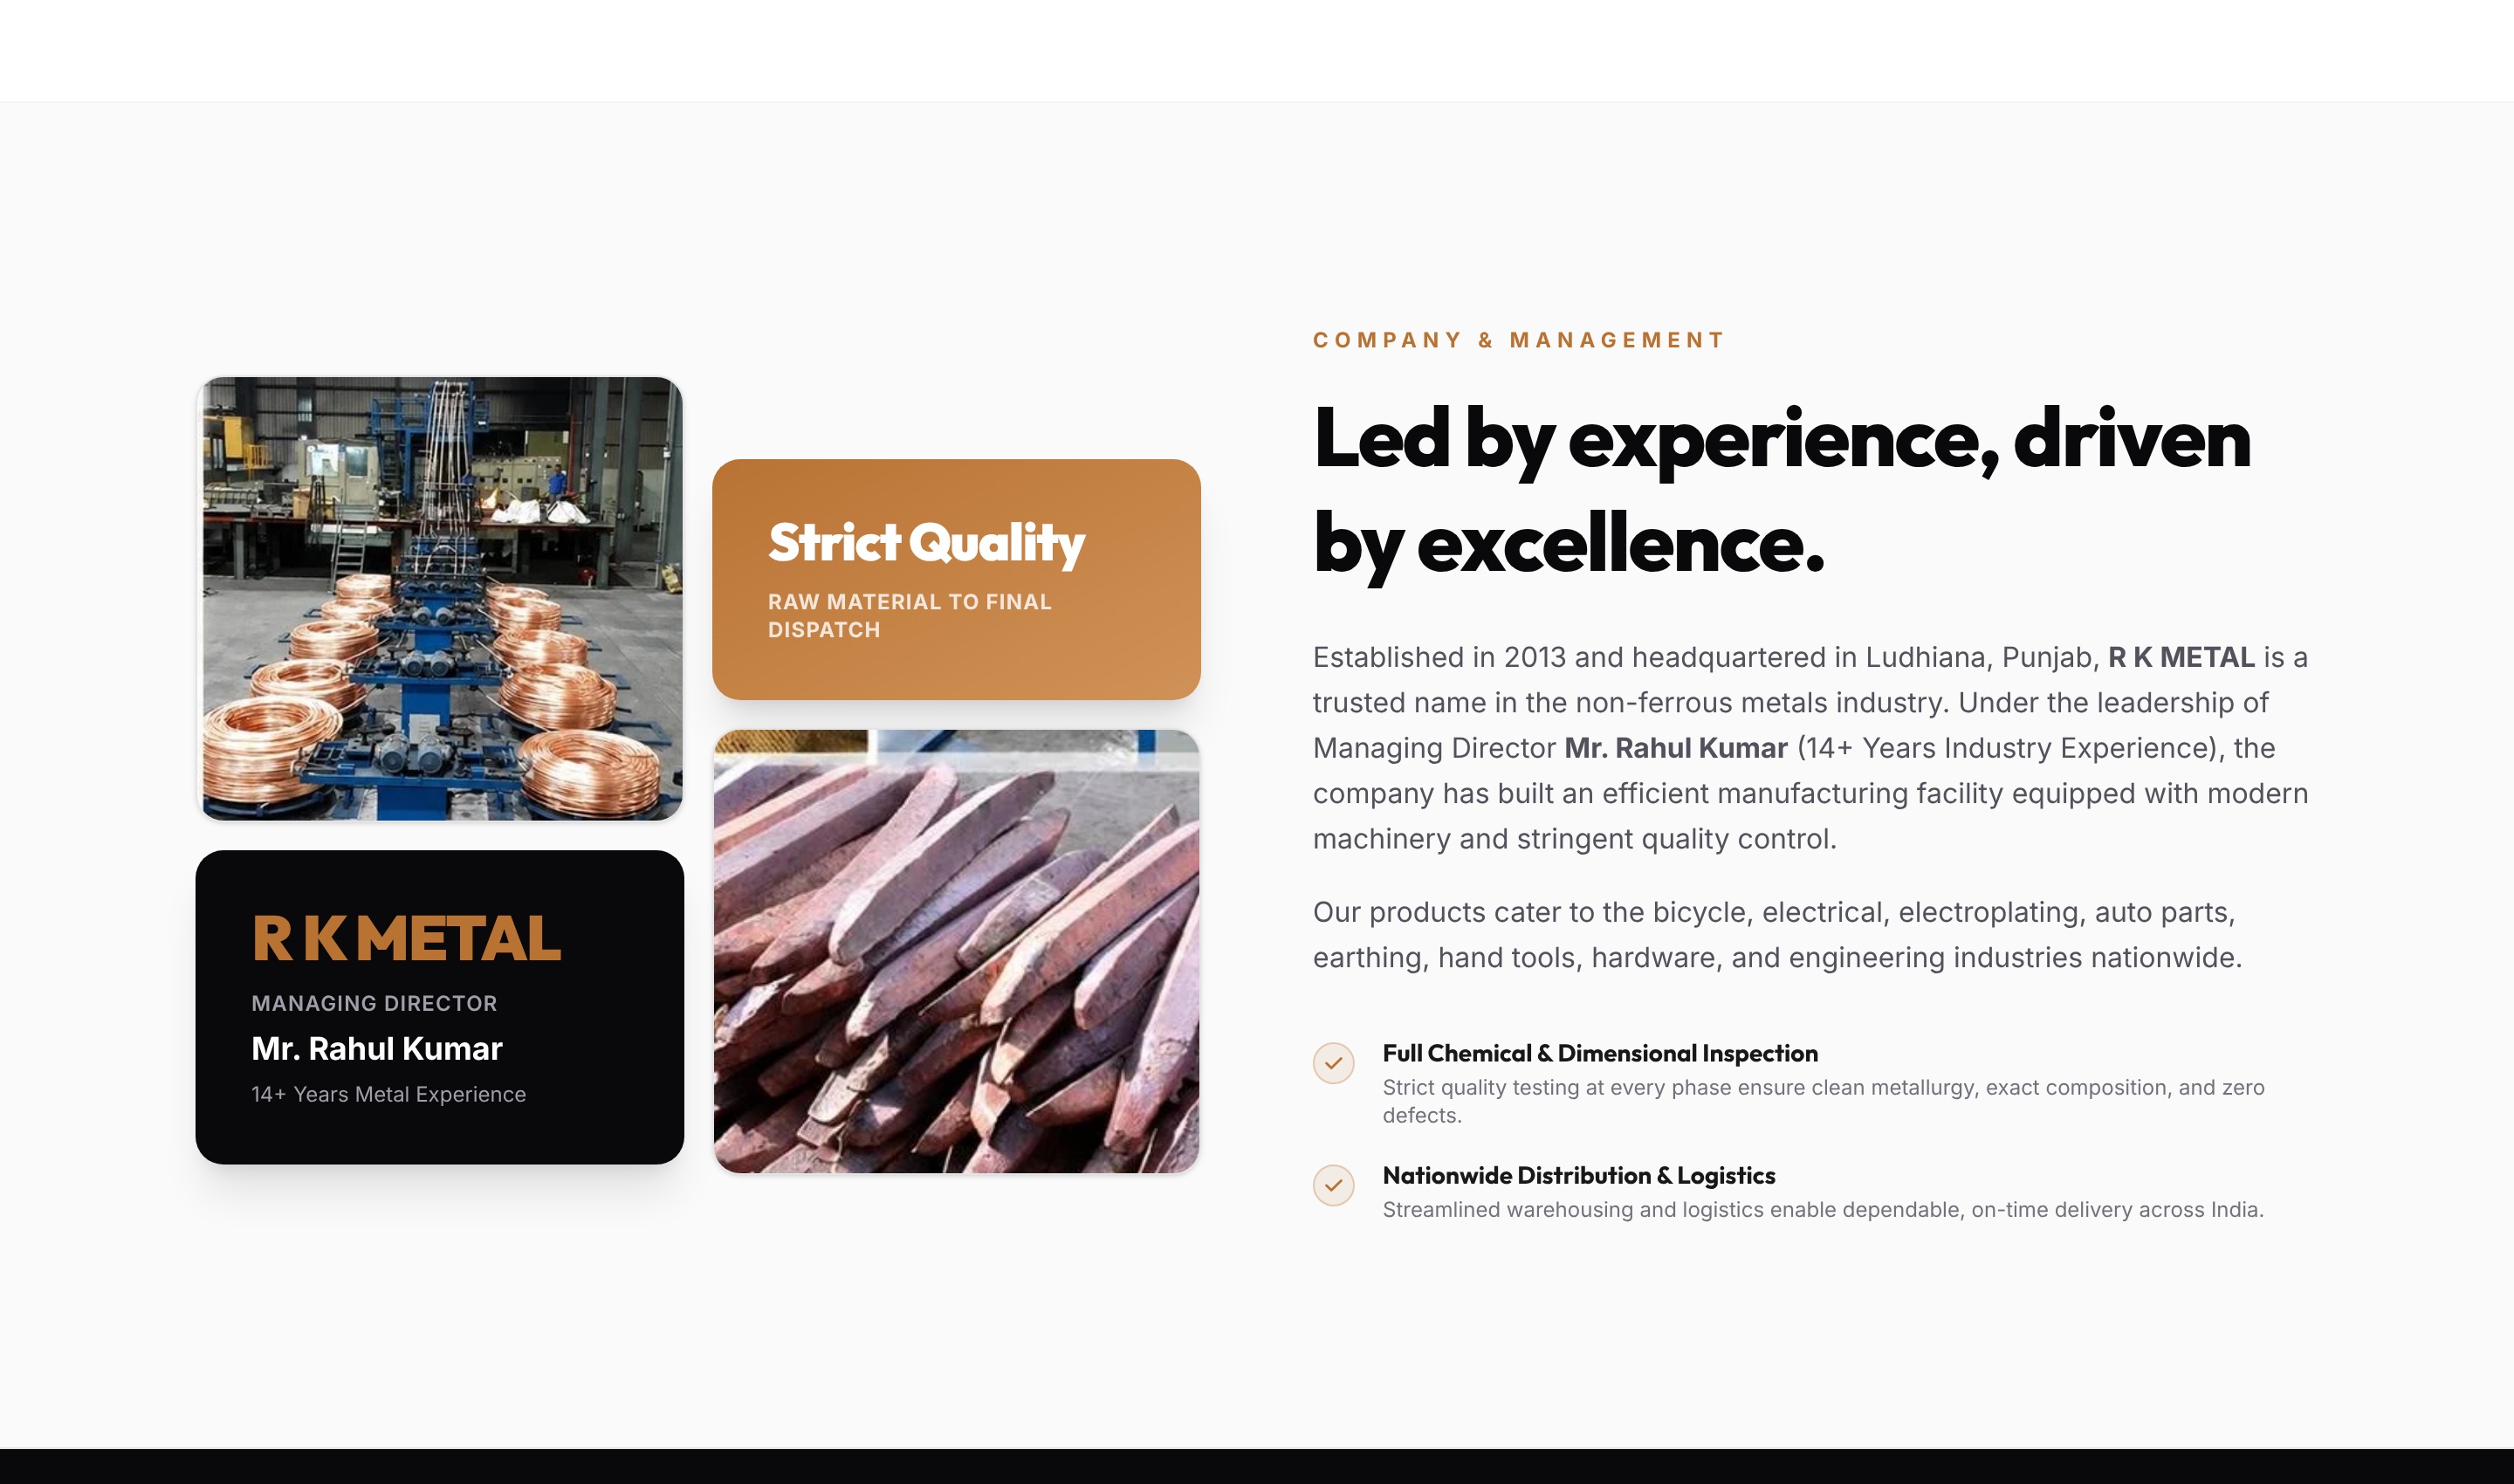 COMPANY & MANAGEMENT
Led by experience, driven
by excellence.
Established in 2013 and headquartered in Ludhiana, Punjab, R K METAL is a
trusted name in the non-ferrous metals industry. Under the leadership of
Managing Director Mr. Rahul Kumar (14+ Years Industry Experience), the
company has built an efficient manufacturing facility equipped with modern
machinery and stringent quality control.
Our products cater to the bicycle, electrical, electroplating, auto parts,
earthing, hand tools, hardware, and engineering industries nationwide.
Full Chemical & Dimensional Inspection
Strict quality testing at every phase ensure clean metallurgy, exact composition, and zero
defects.
Nationwide Distribution & Logistics
Streamlined warehousing and logistics enable dependable, on-time delivery across India.
Strict Quality
RAW MATERIAL TO FINAL
DISPATCH
R K METAL
MANAGING DIRECTOR
Mr. Rahul Kumar
14+ Years Metal Experience